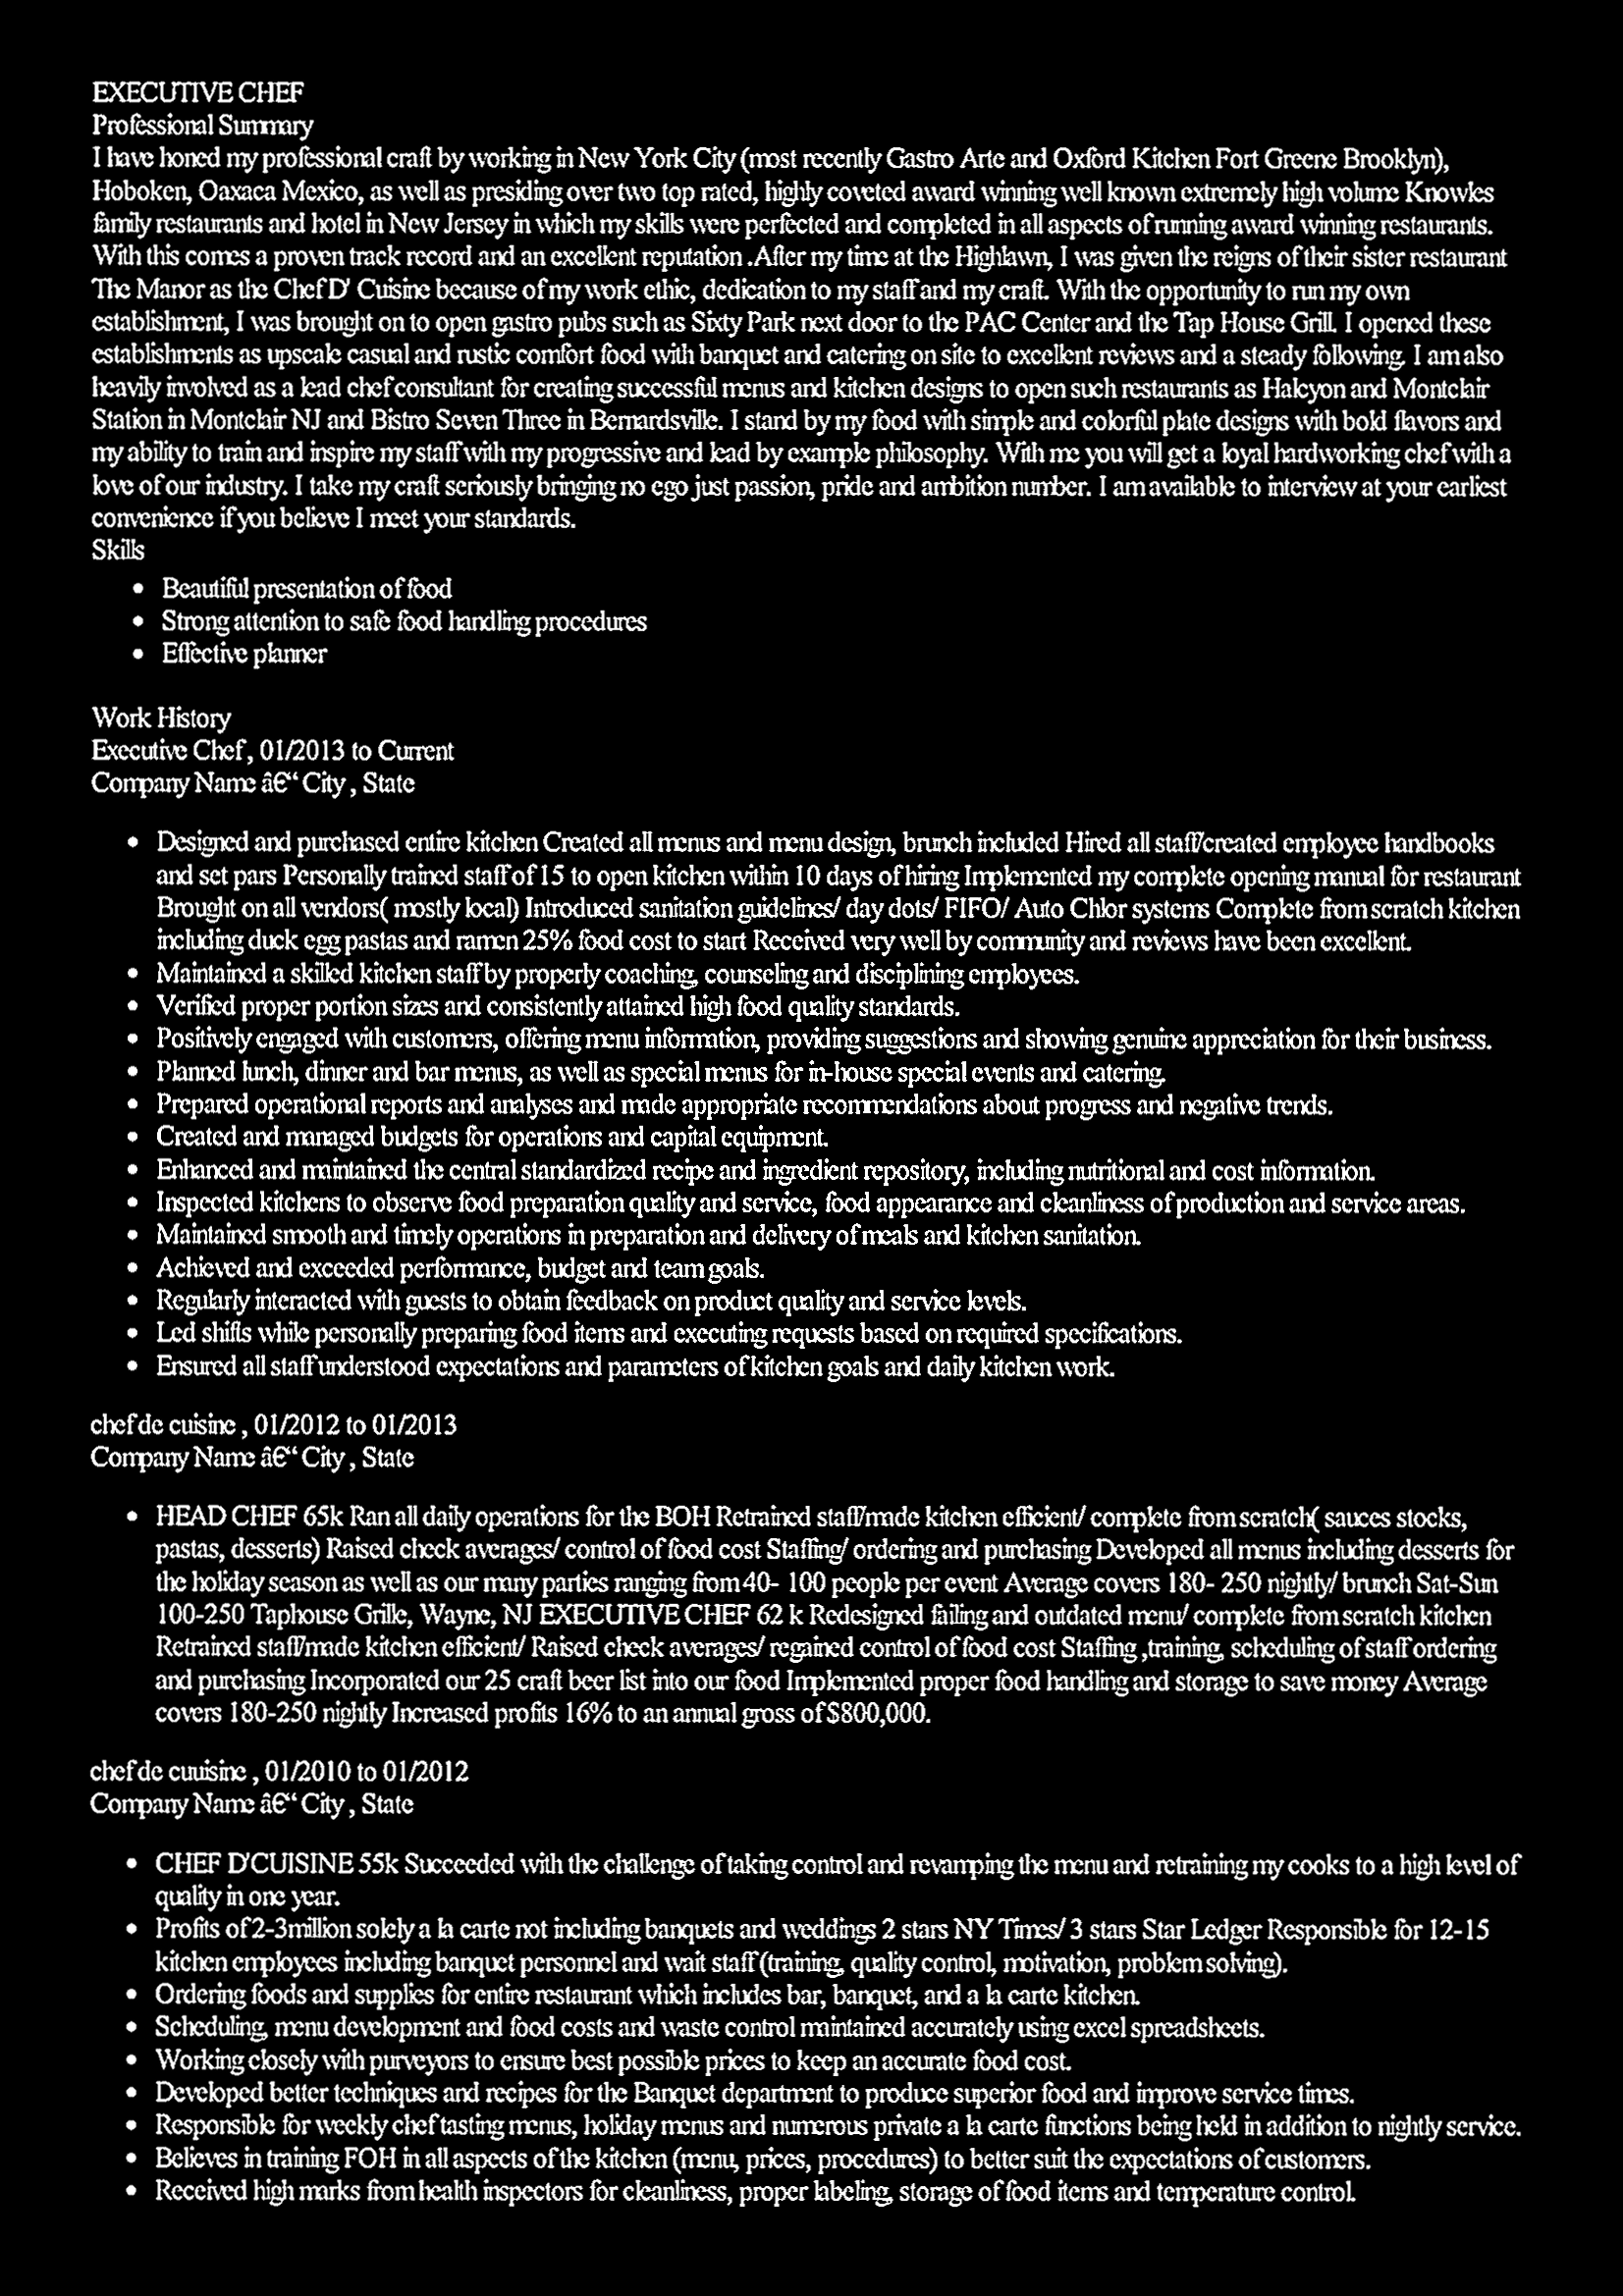 EXECUTIVE CHEF
Professional Summary
I have honed my professional craft by working in New York City (most recently Gastro Arte and Oxford Kitchen Fort Greene Brooklyn),
Hoboken, Oaxaca Mexico, as well as presiding over two top rated, highly coveted award winning well known extremely high volume Knowles
family restaurants and hotel in New Jersey in which my skills were perfected and completed in all aspects of running award winning restaurants.
With this comes a proven track record and an excellent reputation .After my time at the Highlawn, I was given the reigns of their sister restaurant
The Manor as the Chef D' Cuisine because of my work ethic, dedication to my staff and my craft. With the opportunity to run my own
establishment, I was brought on to open gastro pubs such as Sixty Park next door to the PAC Center and the Tap House Grill. I opened these
establishments as upscale casual and rustic comfort food with banquet and catering on site to excellent reviews and a steady following. I am also
heavily involved as a lead chef consultant for creating successful menus and kitchen designs to open such restaurants as Halcyon and Montclair
Station in Montclair NJ and Bistro Seven Three in Bernardsville. I stand by my food with simple and colorful plate designs with bold flavors and
my ability to train and inspire my staff with my progressive and lead by example philosophy. With me you will get a loyal hardworking chef with a
love of our industry. I take my craft seriously bringing no ego just passion, pride and ambition number. I am available to interview at your earliest
convenience if you believe I meet your standards.
Skills
• Beautiful presentation of food
• Strong attention to safe food handling procedures
• Effective planner
Work History
Executive Chef , 01/2013 to Current
Company Name â€“ City , State
• Designed and purchased entire kitchen Created all menus and menu design, brunch included Hired all staff/created employee handbooks
and set pars Personally trained staff of 15 to open kitchen within 10 days of hiring Implemented my complete opening manual for restaurant
Brought on all vendors( mostly local) Introduced sanitation guidelines/ day dots/ FIFO/ Auto Chlor systems Complete from scratch kitchen
including duck egg pastas and ramen 25% food cost to start Received very well by community and reviews have been excellent.
• Maintained a skilled kitchen staff by properly coaching, counseling and disciplining employees.
• Verified proper portion sizes and consistently attained high food quality standards.
• Positively engaged with customers, offering menu information, providing suggestions and showing genuine appreciation for their business.
• Planned lunch, dinner and bar menus, as well as special menus for in-house special events and catering.
• Prepared operational reports and analyses and made appropriate recommendations about progress and negative trends.
• Created and managed budgets for operations and capital equipment.
• Enhanced and maintained the central standardized recipe and ingredient repository, including nutritional and cost information.
• Inspected kitchens to observe food preparation quality and service, food appearance and cleanliness of production and service areas.
• Maintained smooth and timely operations in preparation and delivery of meals and kitchen sanitation.
• Achieved and exceeded performance, budget and team goals.
• Regularly interacted with guests to obtain feedback on product quality and service levels.
• Led shifts while personally preparing food items and executing requests based on required specifications.
• Ensured all staff understood expectations and parameters of kitchen goals and daily kitchen work.
chef de cuisine , 01/2012 to 01/2013
Company Name â€“ City , State
• HEAD CHEF 65k Ran all daily operations for the BOH Retrained staff/made kitchen efficient/ complete from scratch( sauces stocks,
pastas, desserts) Raised check averages/ control of food cost Staffing/ ordering and purchasing Developed all menus including desserts for
the holiday season as well as our many parties ranging from 40- 100 people per event Average covers 180- 250 nightly/ brunch Sat-Sun
100-250 Taphouse Grille, Wayne, NJ EXECUTIVE CHEF 62 k Redesigned failing and outdated menu/ complete from scratch kitchen
Retrained staff/made kitchen efficient/ Raised check averages/ regained control of food cost Staffing ,training, scheduling of staff ordering
and purchasing Incorporated our 25 craft beer list into our food Implemented proper food handling and storage to save money Average
covers 180-250 nightly Increased profits 16% to an annual gross of $800,000.
chef de cuuisine , 01/2010 to 01/2012
Company Name â€“ City , State
• CHEF D'CUISINE 55k Succeeded with the challenge of taking control and revamping the menu and retraining my cooks to a high level of
quality in one year.
• Profits of 2-3million solely a la carte not including banquets and weddings 2 stars NY Times/ 3 stars Star Ledger Responsible for 12-15
kitchen employees including banquet personnel and wait staff (training, quality control, motivation, problem solving).
• Ordering foods and supplies for entire restaurant which includes bar, banquet, and a la carte kitchen.
• Scheduling, menu development and food costs and waste control maintained accurately using excel spreadsheets.
• Working closely with purveyors to ensure best possible prices to keep an accurate food cost.
• Developed better techniques and recipes for the Banquet department to produce superior food and improve service times.
• Responsible for weekly chef tasting menus, holiday menus and numerous private a la carte functions being held in addition to nightly service.
• Believes in training FOH in all aspects of the kitchen (menu, prices, procedures) to better suit the expectations of customers.
• Received high marks from health inspectors for cleanliness, proper labeling, storage of food items and temperature control.